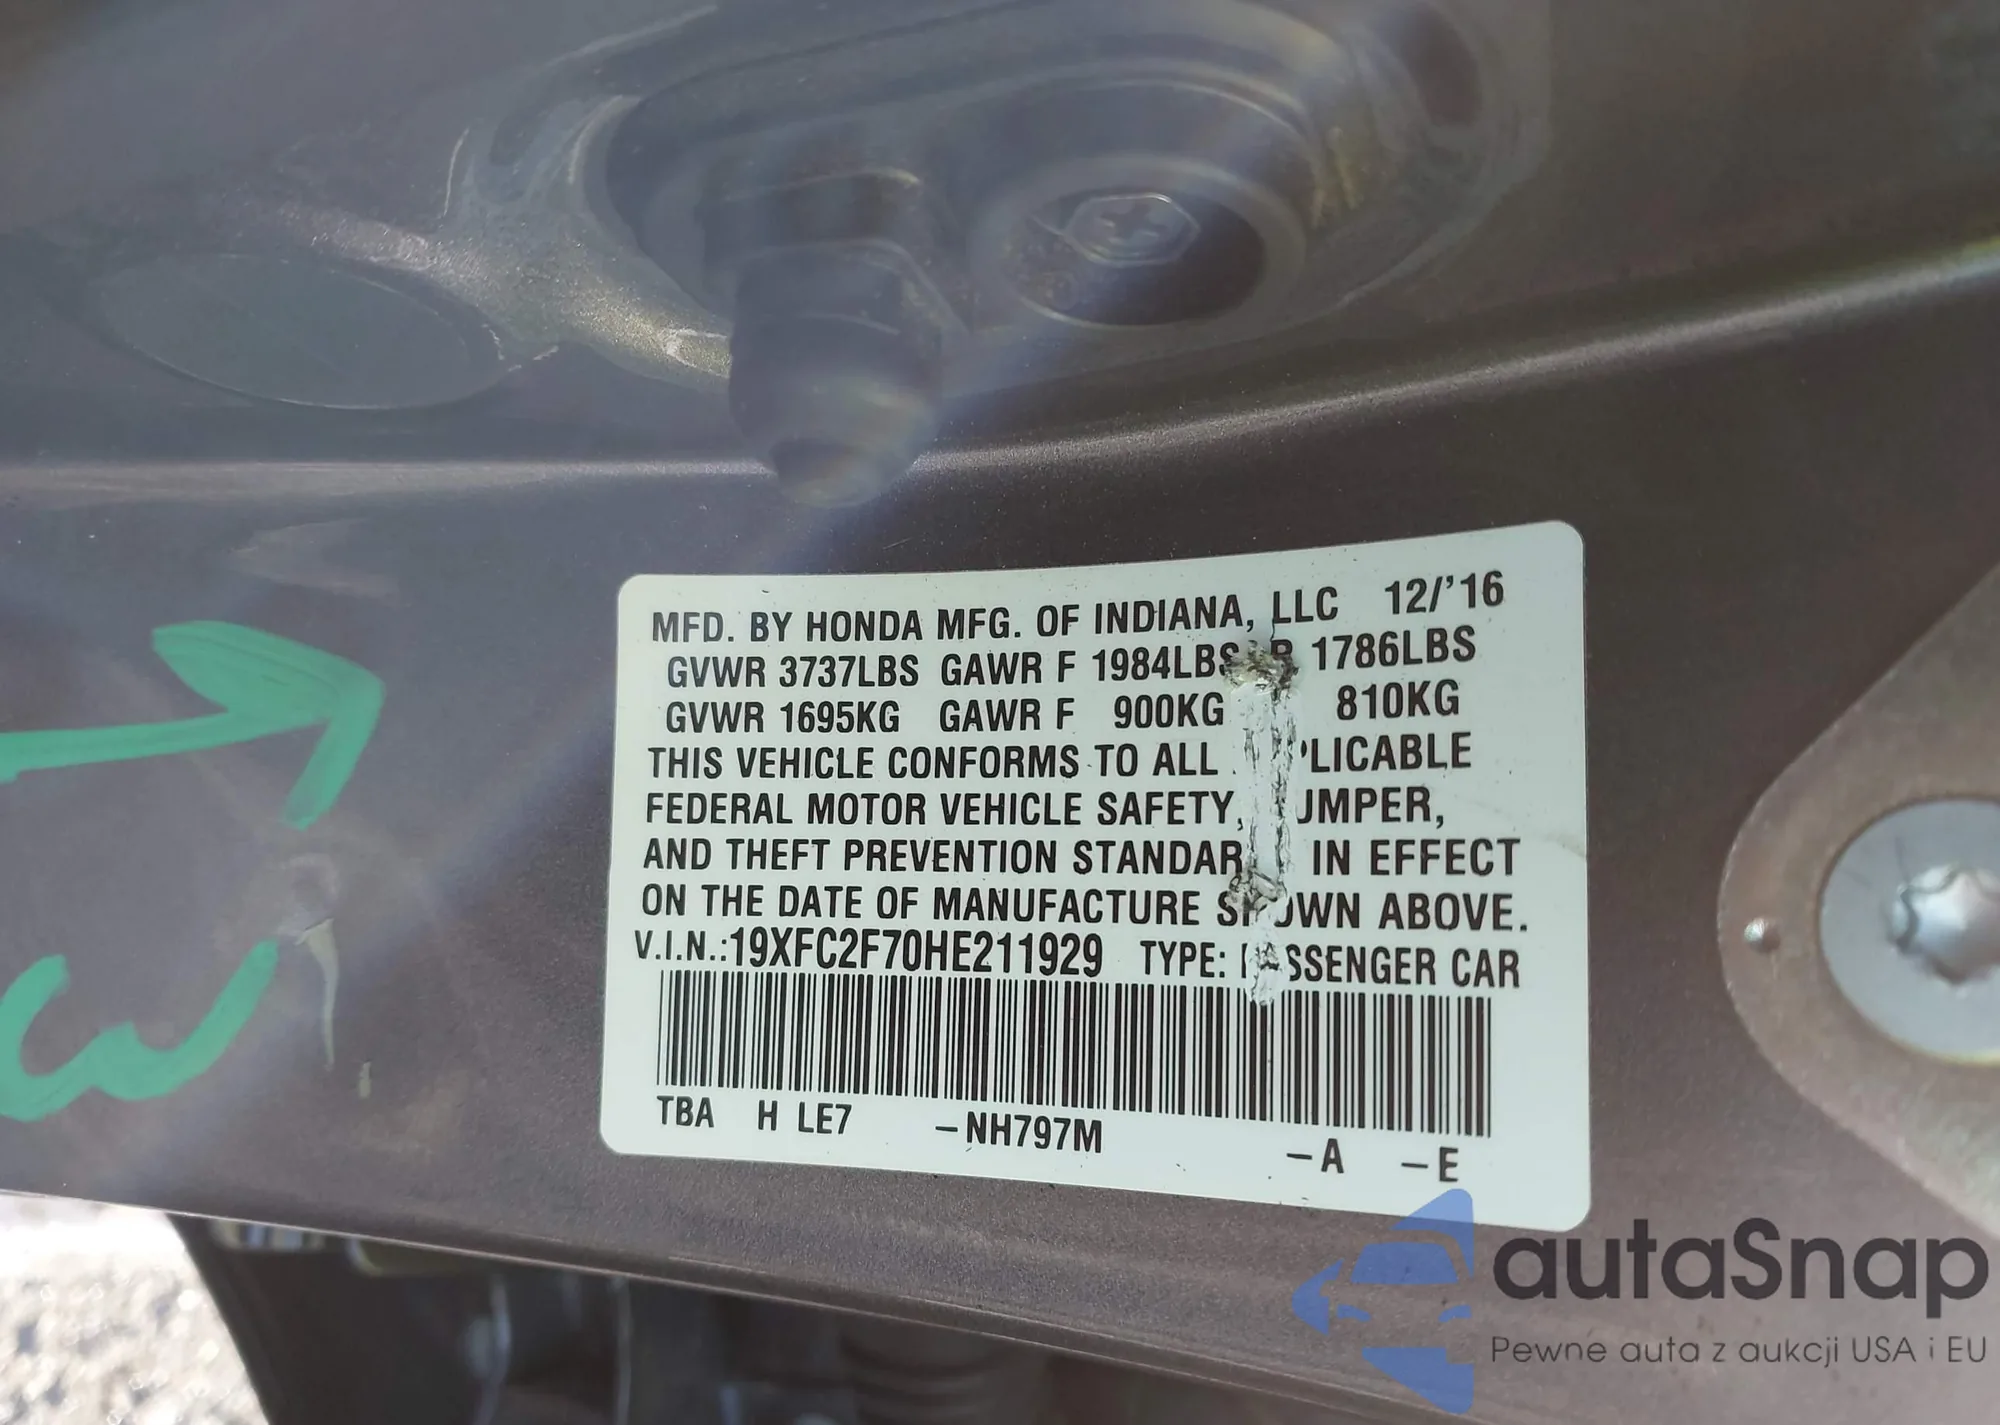 MFD. BY HONDA MFG. OF INDIANA, LLC 12/'16
GVWR 3737LBS GAWR F 1984LBS R 1786LBS
GVWR 1695KG GAWR F 900KG 810KG
THIS VEHICLE CONFORMS TO ALL PLICABLE
FEDERAL MOTOR VEHICLE SAFETY, UMPER,
AND THEFT PREVENTION STANDAR IN EFFECT
ON THE DATE OF MANUFACTURE SHOWN ABOVE.
V.I.N.:19XFC2F70HE211929 TYPE: PASSENGER CAR
TBA H LE7 -NH797M -A -E
autaSnap
Pewne auta z aukcji USA i EU